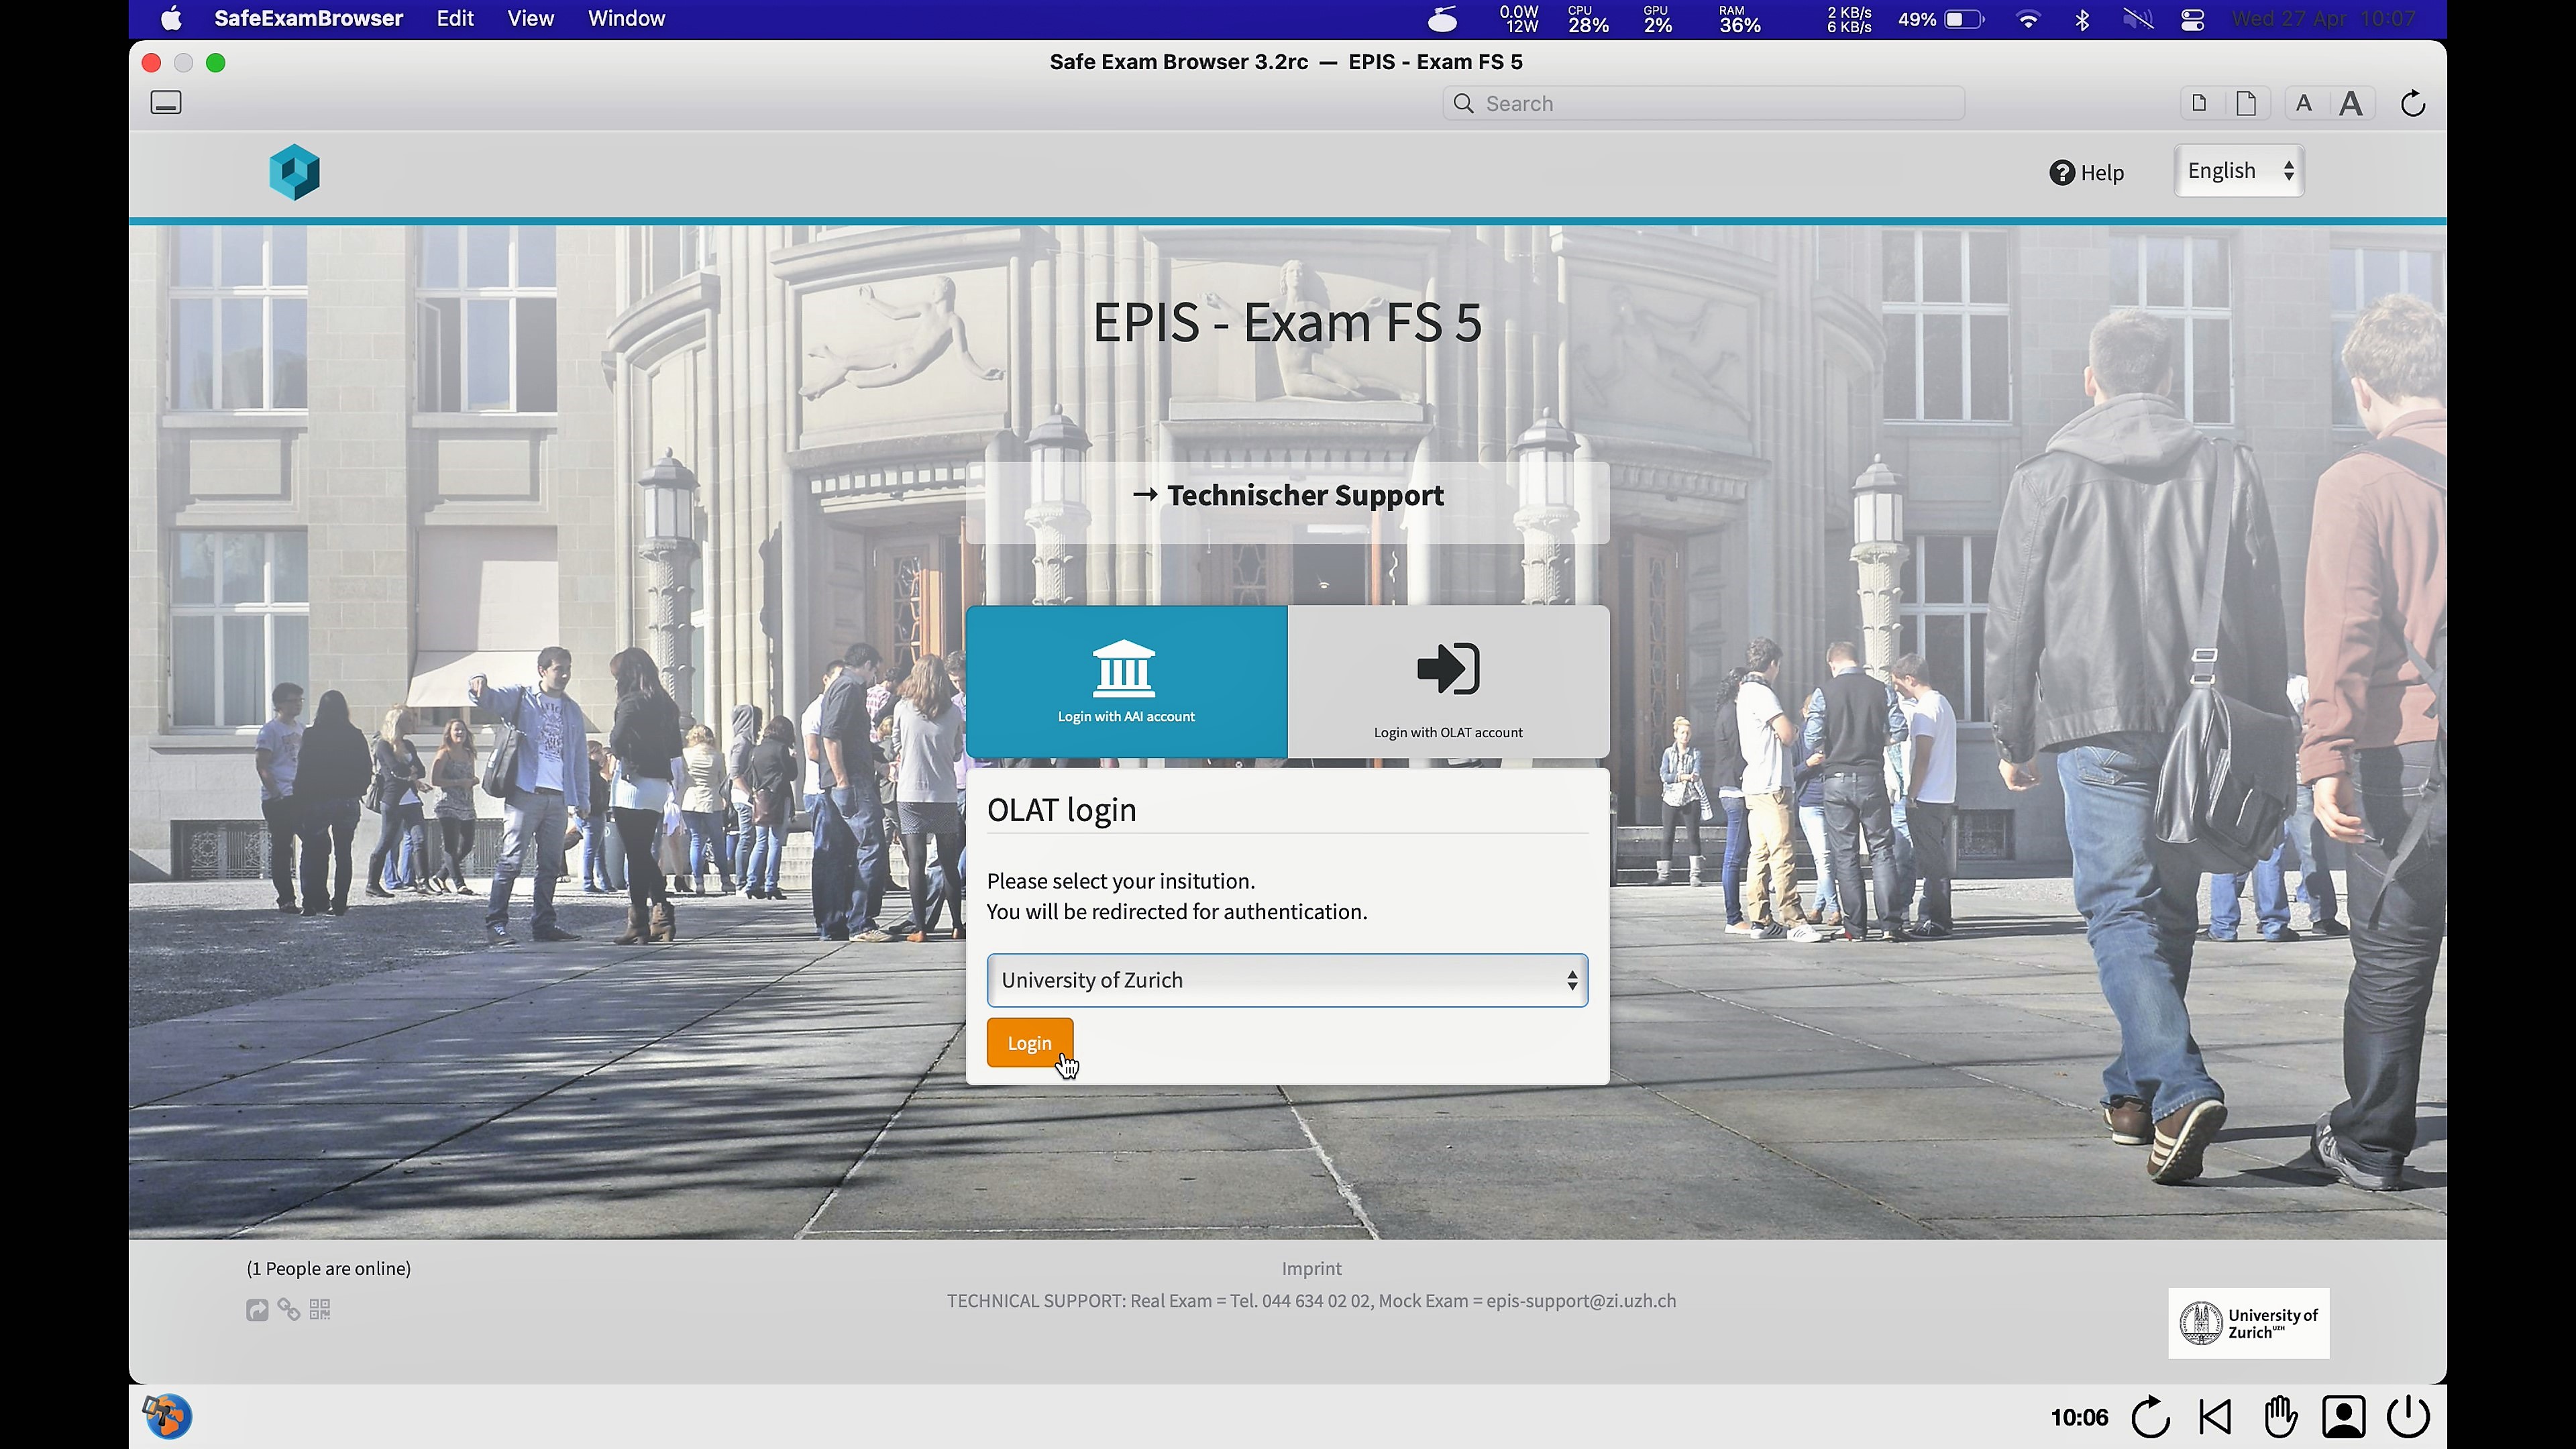 SafeExamBrowser Edit View Window 0.0W 12W CPU 28% GPU 2% RAM 36% 2 KB/s 6 KB/s 49% Wed 27 Apr 10:07
Safe Exam Browser 3.2rc — EPIS - Exam FS 5
Search A A
? Help English
EPIS - Exam FS 5
→ Technischer Support
Login with AAI account
Login with OLAT account
OLAT login
Please select your insitution.
You will be redirected for authentication.
University of Zurich
Login
(1 People are online)
Imprint
TECHNICAL SUPPORT: Real Exam = Tel. 044 634 02 02, Mock Exam = epis-support@zi.uzh.ch
University of
Zurich UZH
10:06